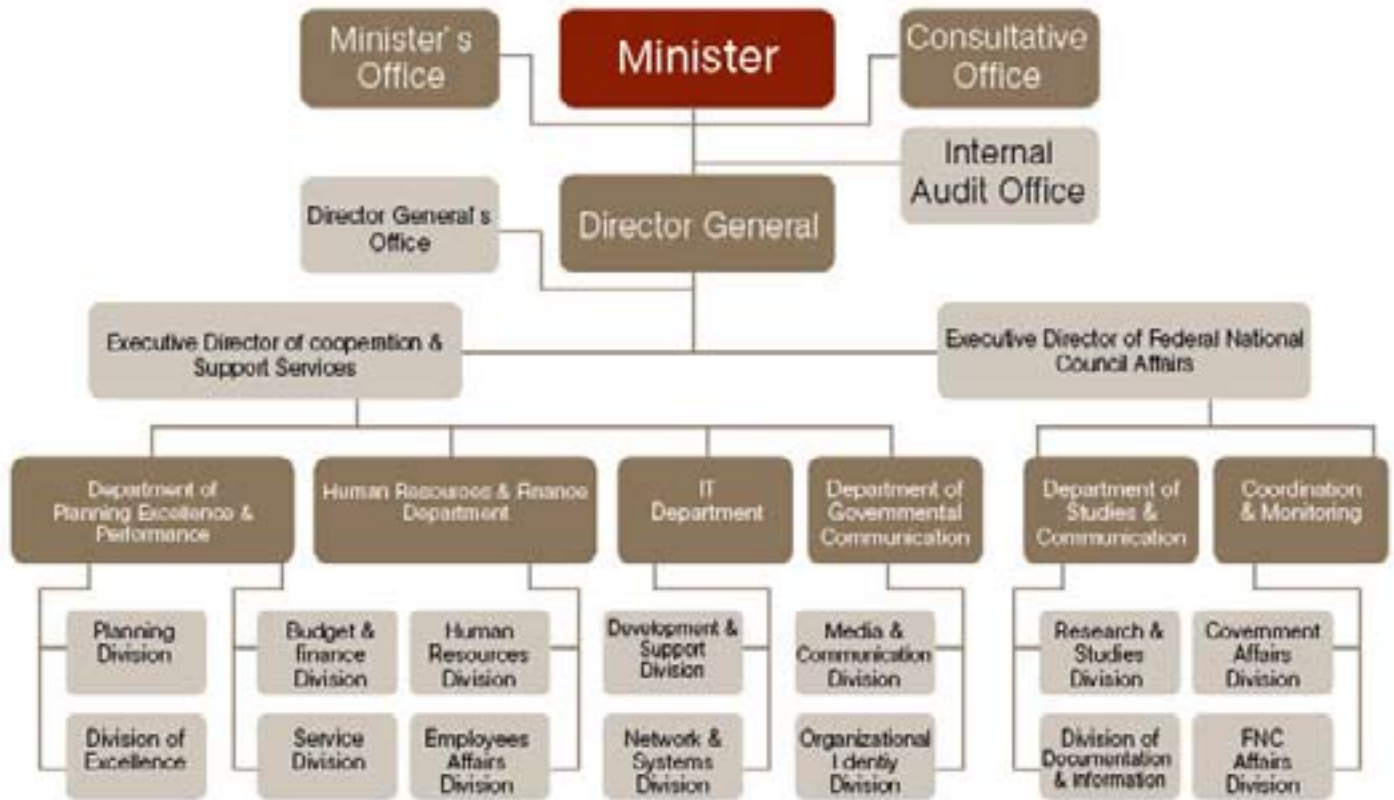 Minister's
Office
Minister
Consultative
Office
Internal
Audit Office
Director General s
Office
Director General
Executive Director of cooperation &
Support Services
Executive Director of Federal National
Council Affairs
Department of
Planning Excellence &
Performance
Human Resources & Finance
Department
IT
Department
Department of
Governmental
Communication
Department of
Studies &
Communication
Coordination
& Monitoring
Planning
Division
Budget &
finance
Division
Human
Resources
Division
Development &
Support
Division
Media &
Communication
Division
Research &
Studies
Division
Government
Affairs
Division
Division of
Excellence
Service
Division
Employees
Affairs
Division
Network &
Systems
Division
Organizational
Identiy
Division
Division of
Documentation
& Information
FNC
Affairs
Division